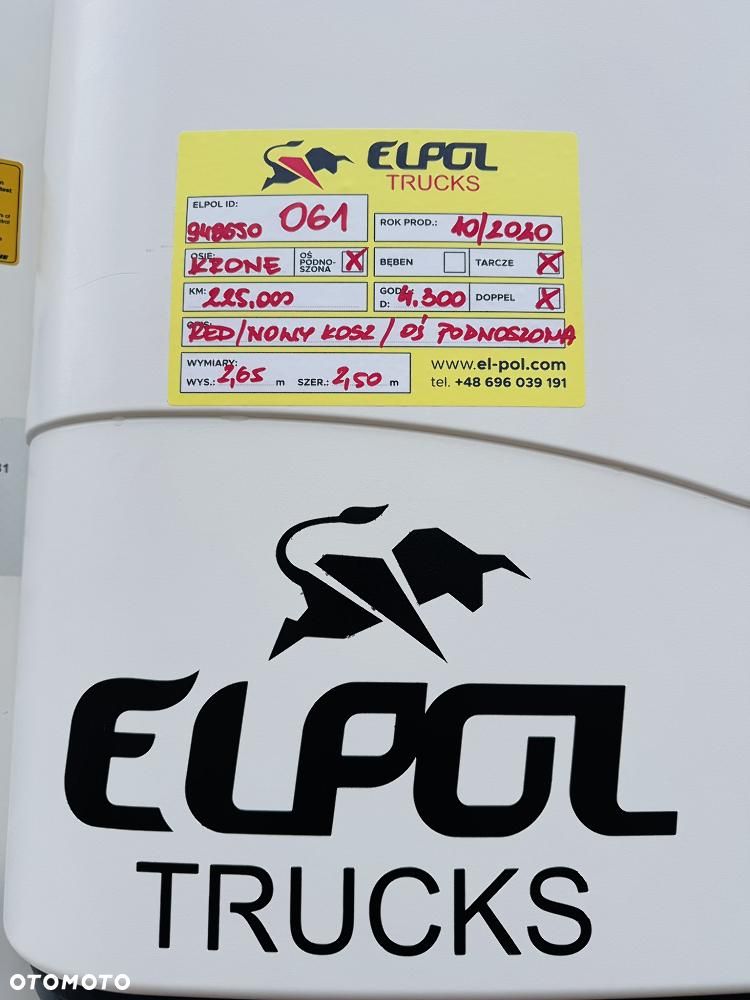 ELPOL
TRUCKS
ELPOL ID: 948650 061
ROK PROD.: 10/2020
OSIE: KRONE OŚ PODNO- SZONA X
BĘBEN TARCZE X
KM: 225.000
GODZ: 4.300 DOPPEL X
RED/NOWY KOSZ/OŚ PODNOSZONA
WYMIARY:
WYS.: 2,65 m SZER.: 2,50 m
www.el-pol.com
tel. +48 696 039 191
ELPOL
TRUCKS
OTOMOTO